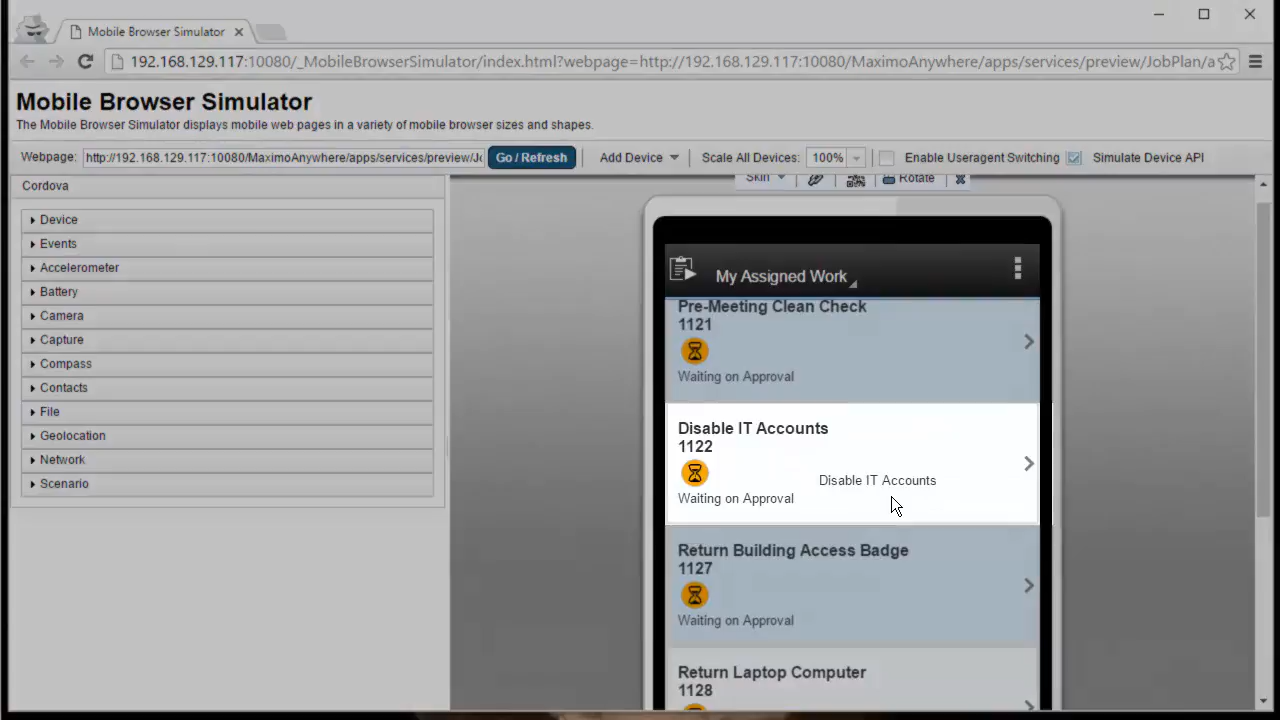 Mobile Browser Simulator
192.168.129.117:10080/_MobileBrowserSimulator/index.html?webpage=http://192.168.129.117:10080/MaximoAnywhere/apps/services/preview/JobPlan/a
Mobile Browser Simulator
The Mobile Browser Simulator displays mobile web pages in a variety of mobile browser sizes and shapes.
Webpage: http://192.168.129.117:10080/MaximoAnywhere/apps/services/preview/Jo Go / Refresh Add Device Scale All Devices: 100% Enable Useragent Switching Simulate Device API
Cordova
Device
Events
Accelerometer
Battery
Camera
Capture
Compass
Contacts
File
Geolocation
Network
Scenario
Skin Rotate
My Assigned Work
Pre-Meeting Clean Check
1121
Waiting on Approval
Disable IT Accounts
1122
Disable IT Accounts
Waiting on Approval
Return Building Access Badge
1127
Waiting on Approval
Return Laptop Computer
1128